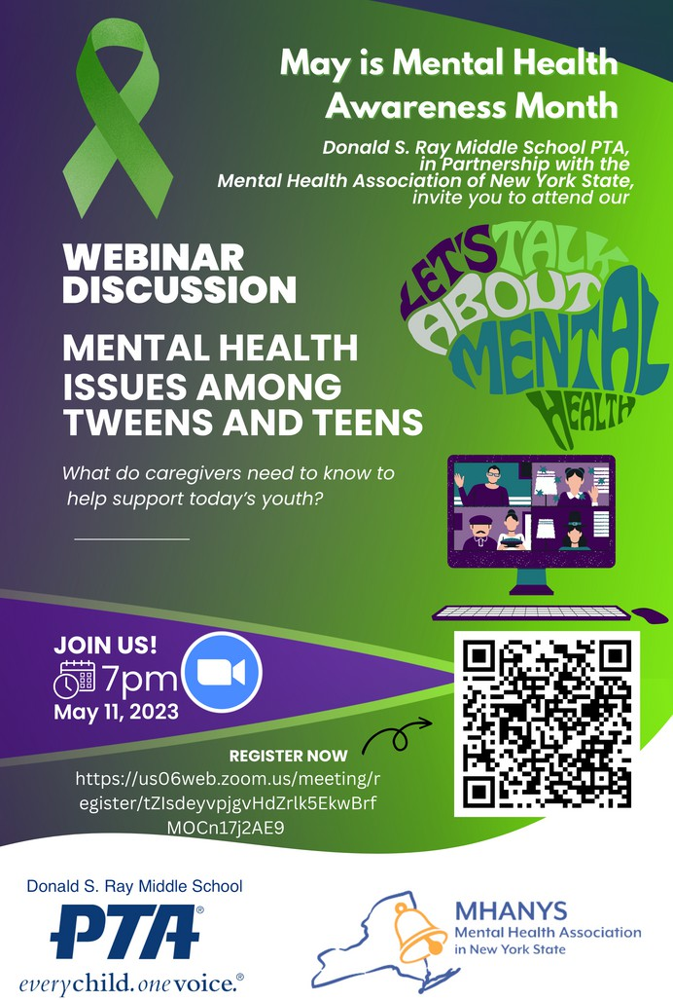 May is Mental Health
Awareness Month
Donald S. Ray Middle School PTA,
in Partnership with the
Mental Health Association of New York State,
invite you to attend our
WEBINAR
DISCUSSION
LET'S TALK
ABOUT
MENTAL
HEALTH
MENTAL HEALTH
ISSUES AMONG
TWEENS AND TEENS
What do caregivers need to know to
help support today's youth?
JOIN US!
7pm
May 11, 2023
REGISTER NOW
https://us06web.zoom.us/meeting/r
egister/tZIsdeyvpjgvHdZrlk5EkwBrf
MOCn17j2AE9
Donald S. Ray Middle School
PTA®
everychild.onevoice.®
MHANYS
Mental Health Association
in New York State